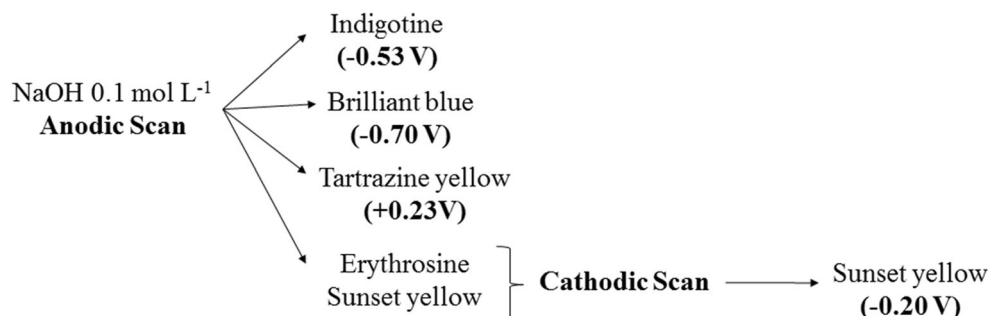 NaOH 0.1 mol L⁻¹
Anodic Scan
Indigotine
(-0.53 V)
Brilliant blue
(-0.70 V)
Tartrazine yellow
(+0.23V)
Erythrosine
Sunset yellow
Cathodic Scan
Sunset yellow
(-0.20 V)